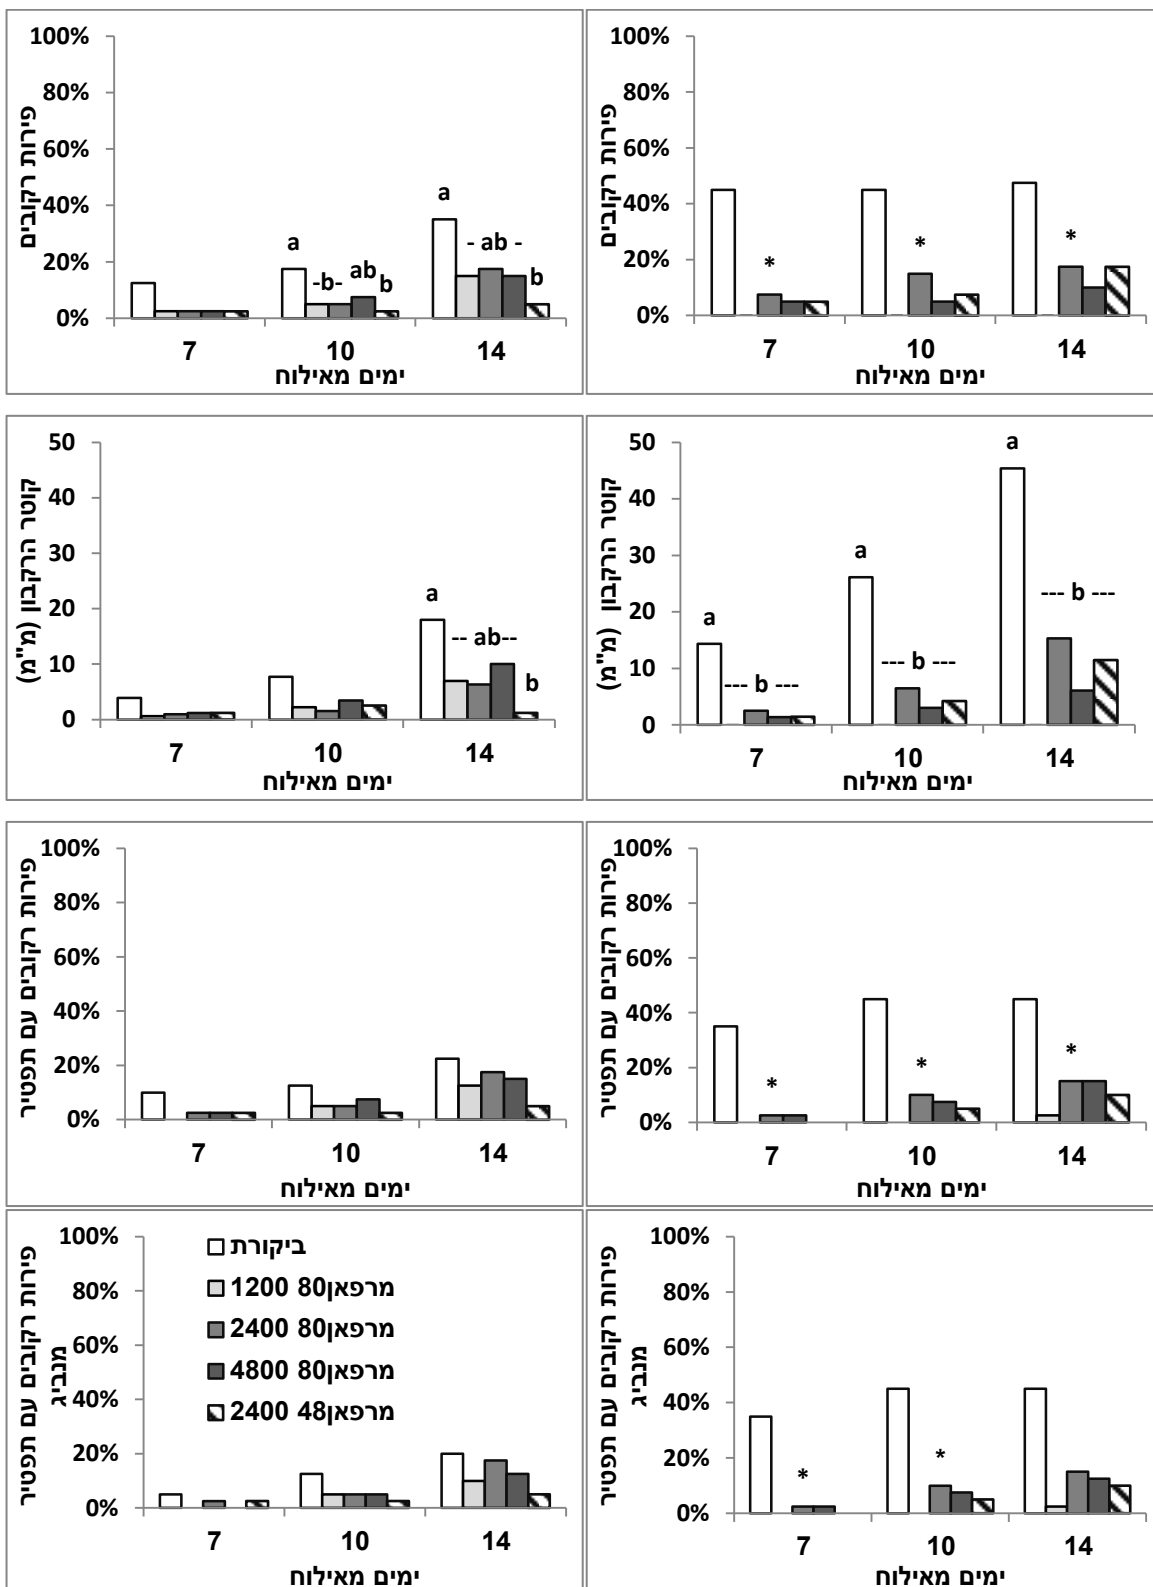 פירות רקובים
100%
80%
60%
40%
20%
0%
a
-b-
ab
b
a
- ab -
b
7 10 14
ימים מאילוח
פירות רקובים
100%
80%
60%
40%
20%
0%
*
*
*
7 10 14
ימים מאילוח
קוטר הרקבון (מ"מ)
50
40
30
20
10
0
a
-- ab--
b
7 10 14
ימים מאילוח
קוטר הרקבון (מ"מ)
50
40
30
20
10
0
a
--- b ---
a
--- b ---
a
--- b ---
7 10 14
ימים מאילוח
פירות רקובים עם תפטיר
100%
80%
60%
40%
20%
0%
7 10 14
ימים מאילוח
פירות רקובים עם תפטיר
100%
80%
60%
40%
20%
0%
*
*
*
7 10 14
ימים מאילוח
פירות רקובים עם תפטיר
מנביג
100%
80%
60%
40%
20%
0%
ביקורת
מרפאן80 1200
מרפאן80 2400
מרפאן80 4800
מרפאן48 2400
7 10 14
ימים מאילוח
פירות רקובים עם תפטיר
מנביג
100%
80%
60%
40%
20%
0%
*
*
7 10 14
ימים מאילוח